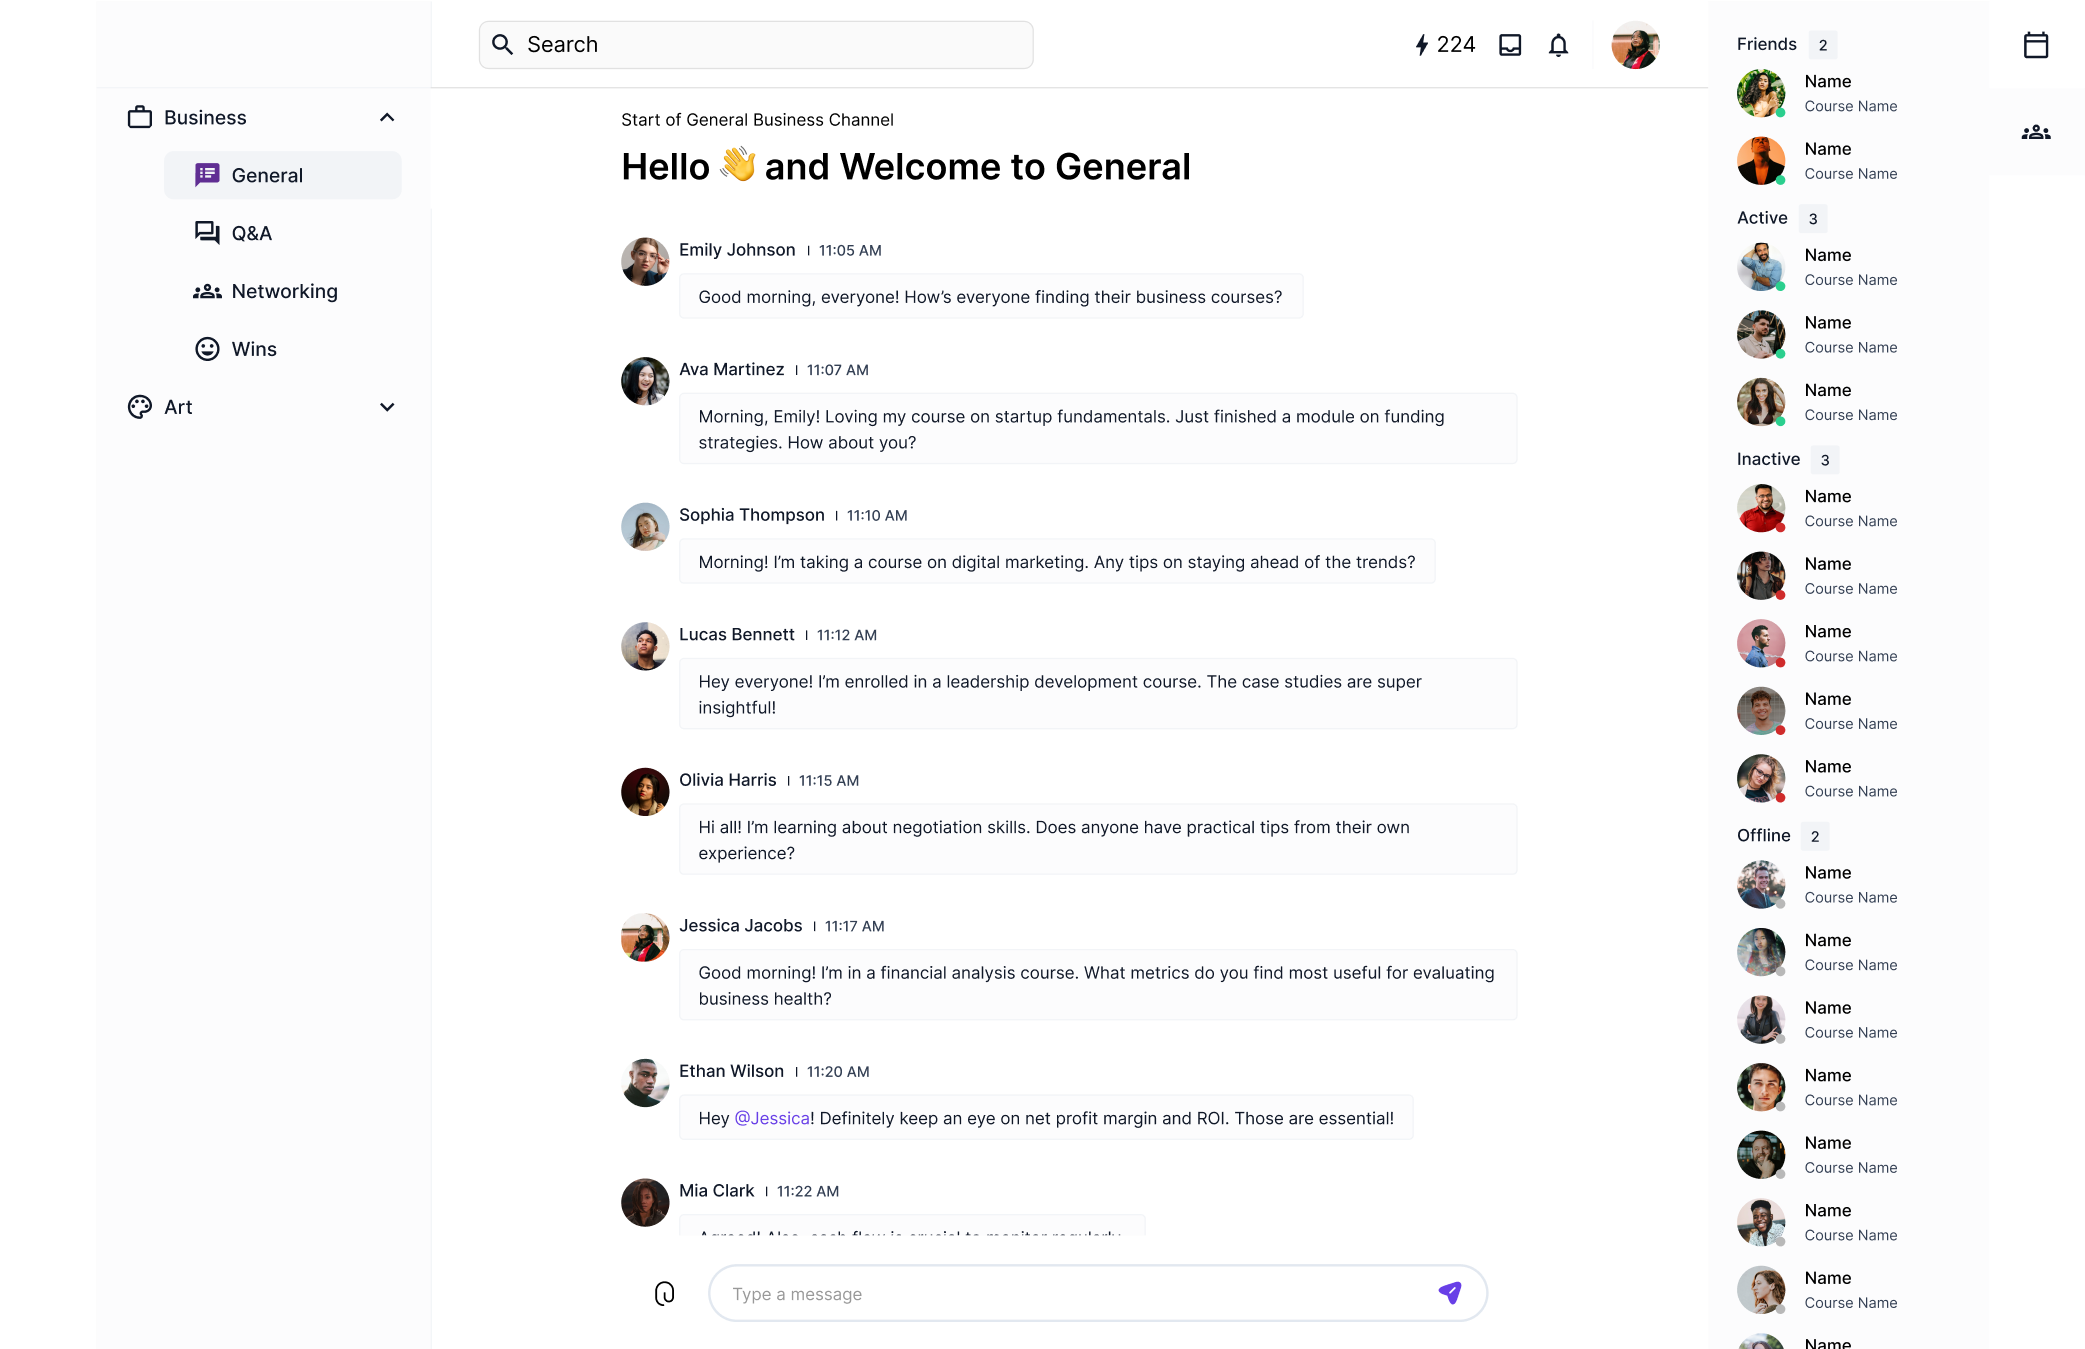 Search
224
Business
General
Q&A
Networking
Wins
Art
Start of General Business Channel
Hello 👋 and Welcome to General
Emily Johnson | 11:05 AM
Good morning, everyone! How’s everyone finding their business courses?
Ava Martinez | 11:07 AM
Morning, Emily! Loving my course on startup fundamentals. Just finished a module on funding
strategies. How about you?
Sophia Thompson | 11:10 AM
Morning! I’m taking a course on digital marketing. Any tips on staying ahead of the trends?
Lucas Bennett | 11:12 AM
Hey everyone! I’m enrolled in a leadership development course. The case studies are super
insightful!
Olivia Harris | 11:15 AM
Hi all! I’m learning about negotiation skills. Does anyone have practical tips from their own
experience?
Jessica Jacobs | 11:17 AM
Good morning! I’m in a financial analysis course. What metrics do you find most useful for evaluating
business health?
Ethan Wilson | 11:20 AM
Hey @Jessica! Definitely keep an eye on net profit margin and ROI. Those are essential!
Mia Clark | 11:22 AM
Agreed! Also, cash flow is crucial to monitor regularly.
Type a message
Friends 2
Name
Course Name
Name
Course Name
Active 3
Name
Course Name
Name
Course Name
Name
Course Name
Inactive 3
Name
Course Name
Name
Course Name
Name
Course Name
Name
Course Name
Name
Course Name
Offline 2
Name
Course Name
Name
Course Name
Name
Course Name
Name
Course Name
Name
Course Name
Name
Course Name
Name
Course Name
Name